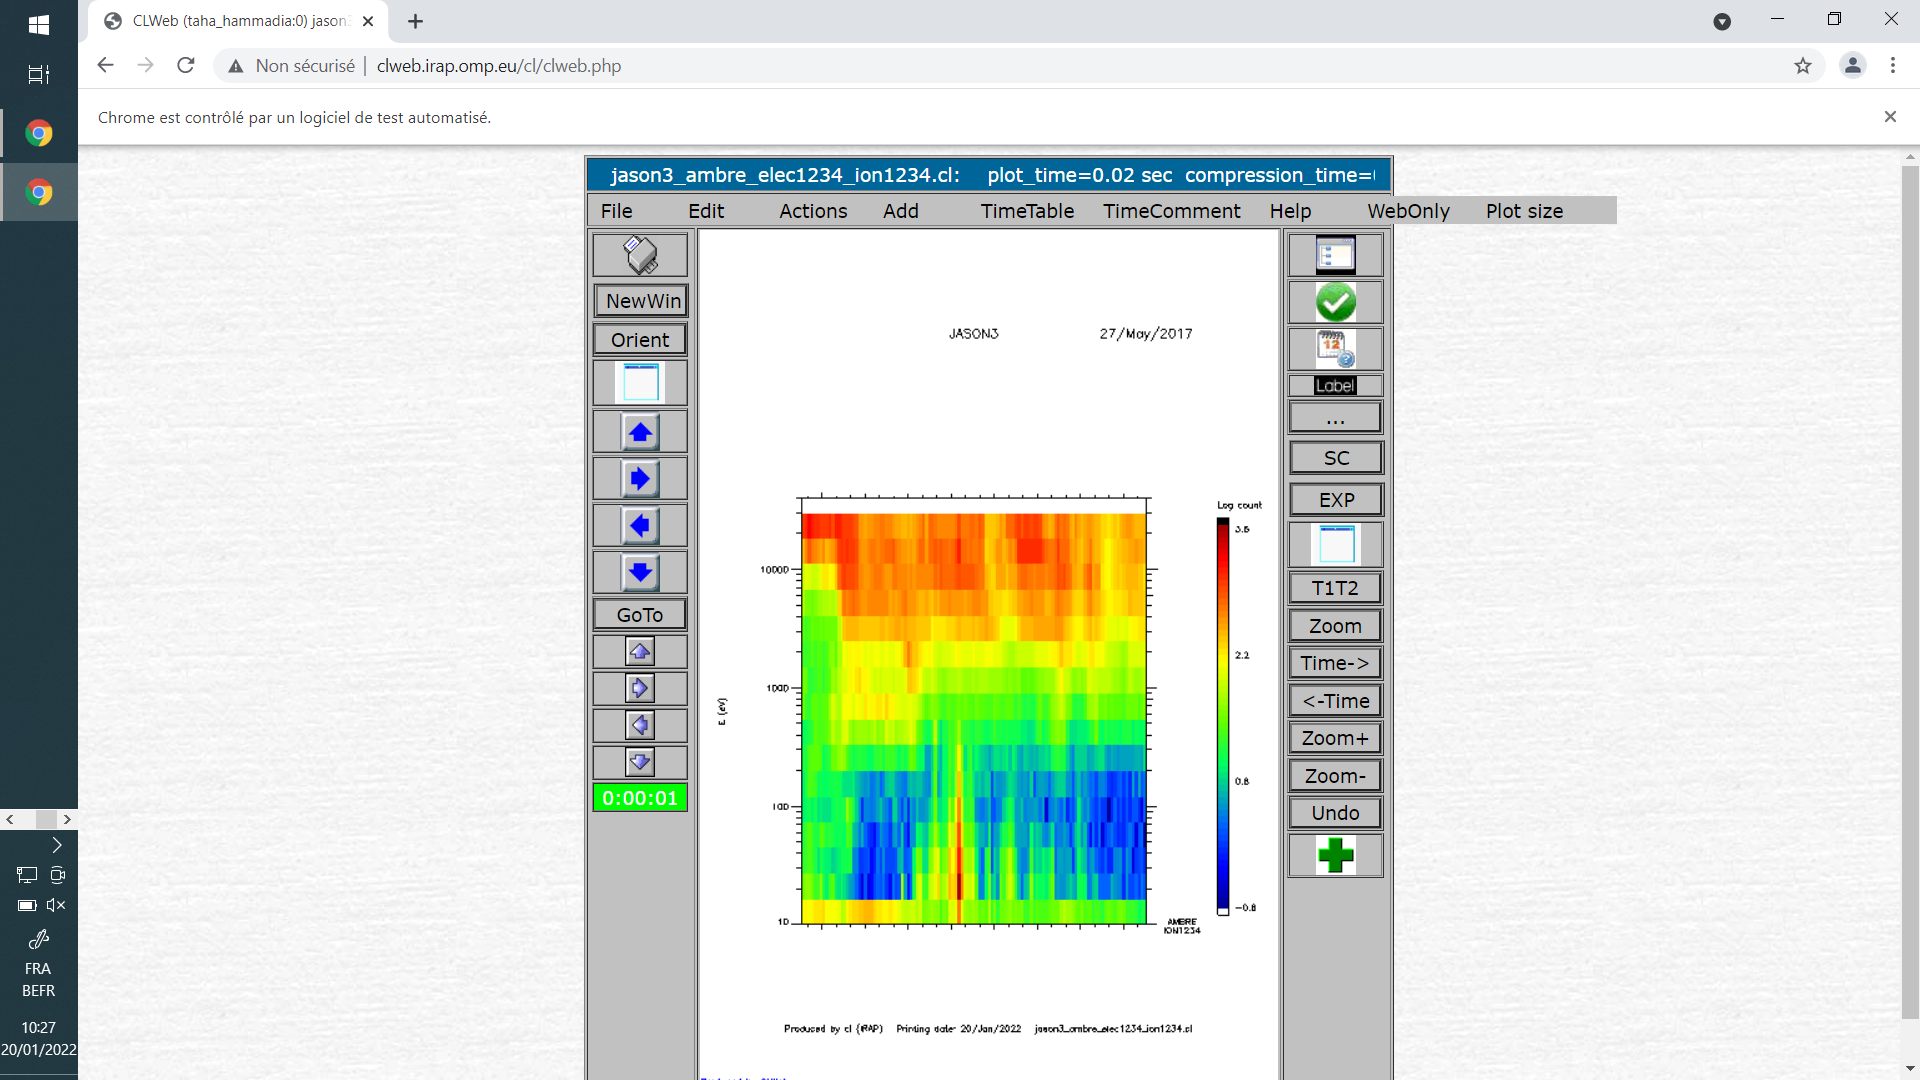 CLWeb (taha_hammadia:0) jason3
Non sécurisé | clweb.irap.omp.eu/cl/clweb.php
Chrome est contrôlé par un logiciel de test automatisé.
jason3_ambre_elec1234_ion1234.cl: plot_time=0.02 sec compression_time=
File Edit Actions Add TimeTable TimeComment Help WebOnly Plot size
NewWin
Orient
GoTo
0:00:01
JASON3 27/May/2017
E (eV)
10000
1000
100
10
Log count
3.5
2.2
0.8
-0.8
AMBRE
ION1234
Produced by cl (IRAP) Printing date: 20/Jan/2022 jason3_ambre_elec1234_ion1234.cl
12
Label
...
SC
EXP
T1T2
Zoom
Time->
<-Time
Zoom+
Zoom-
Undo
FRA
BEFR
10:27
20/01/2022